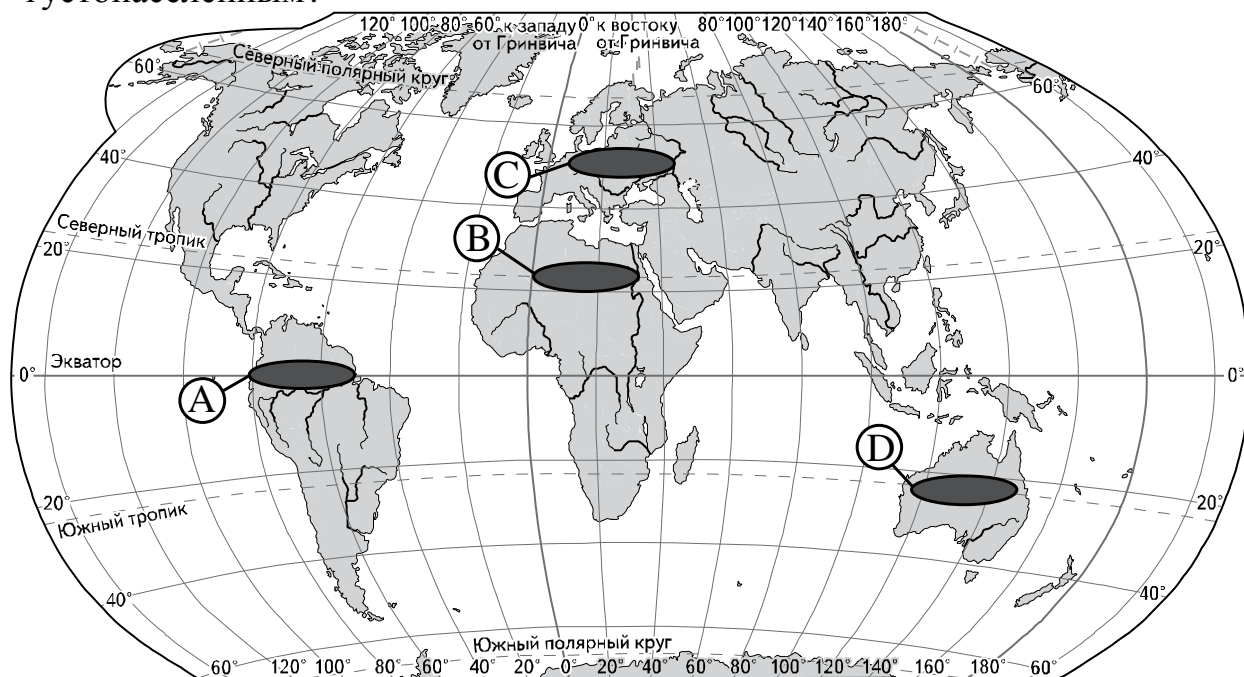 густонаселенным?
120° 100° 80° 60° к западу 0° к востоку 80° 100° 120° 140° 160° 180°
от Гринвича от Гринвича
Северный полярный круг
60° 60°
40° 40°
C
Северный тропик
B
20° 20°
Экватор
0° 0°
A
D
20° 20°
Южный тропик
40° 40°
Южный полярный круг
60° 120° 100° 80° 60° 40° 20° 0° 20° 40° 60° 80° 100° 120° 140° 160° 180° 60°